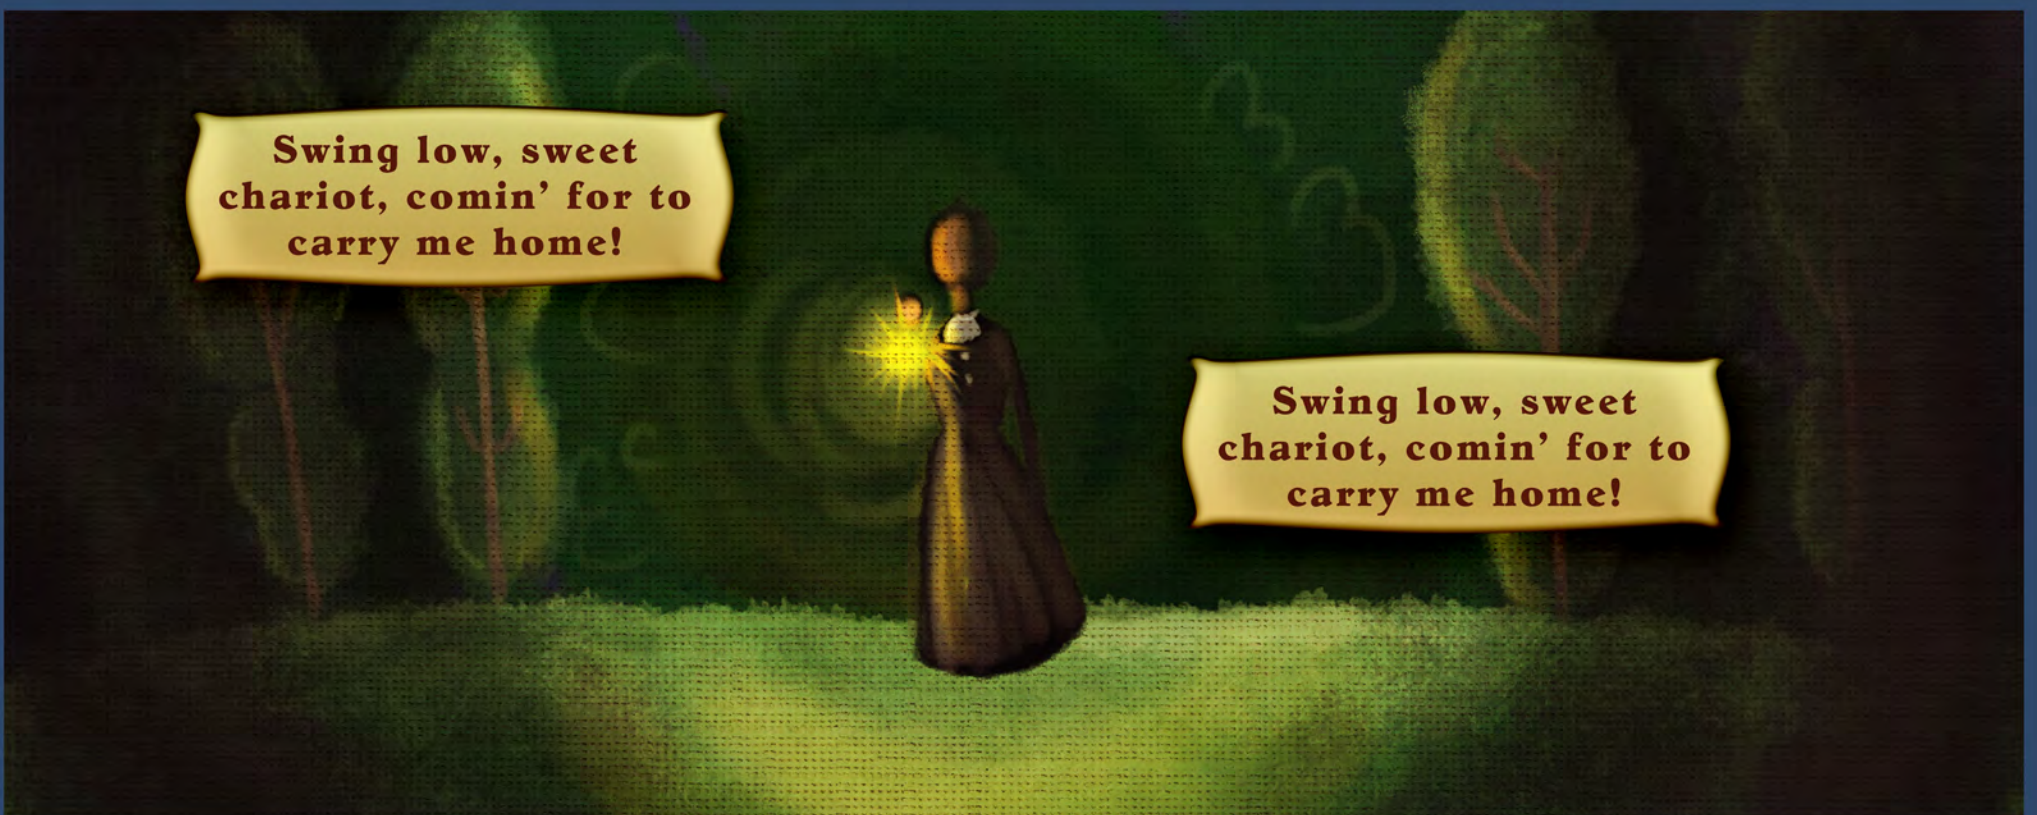 Swing low, sweet
chariot, comin’ for to
carry me home!
Swing low, sweet
chariot, comin’ for to
carry me home!